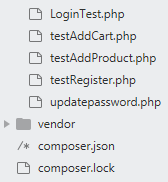 LoginTest.php
testAddCart.php
testAddProduct.php
testRegister.php
updatepassword.php
vendor
/* composer.json
composer.lock